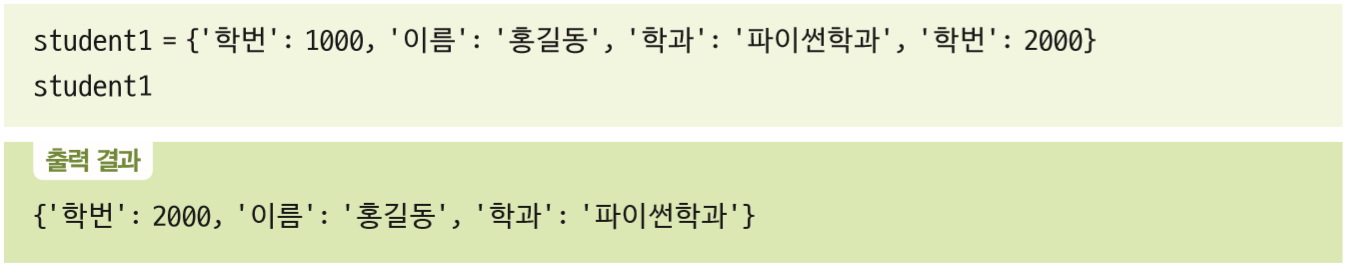 student1 = {'학번': 1000, '이름': '홍길동', '학과': '파이썬학과', '학번': 2000}
student1
출력 결과
{'학번': 2000, '이름': '홍길동', '학과': '파이썬학과'}